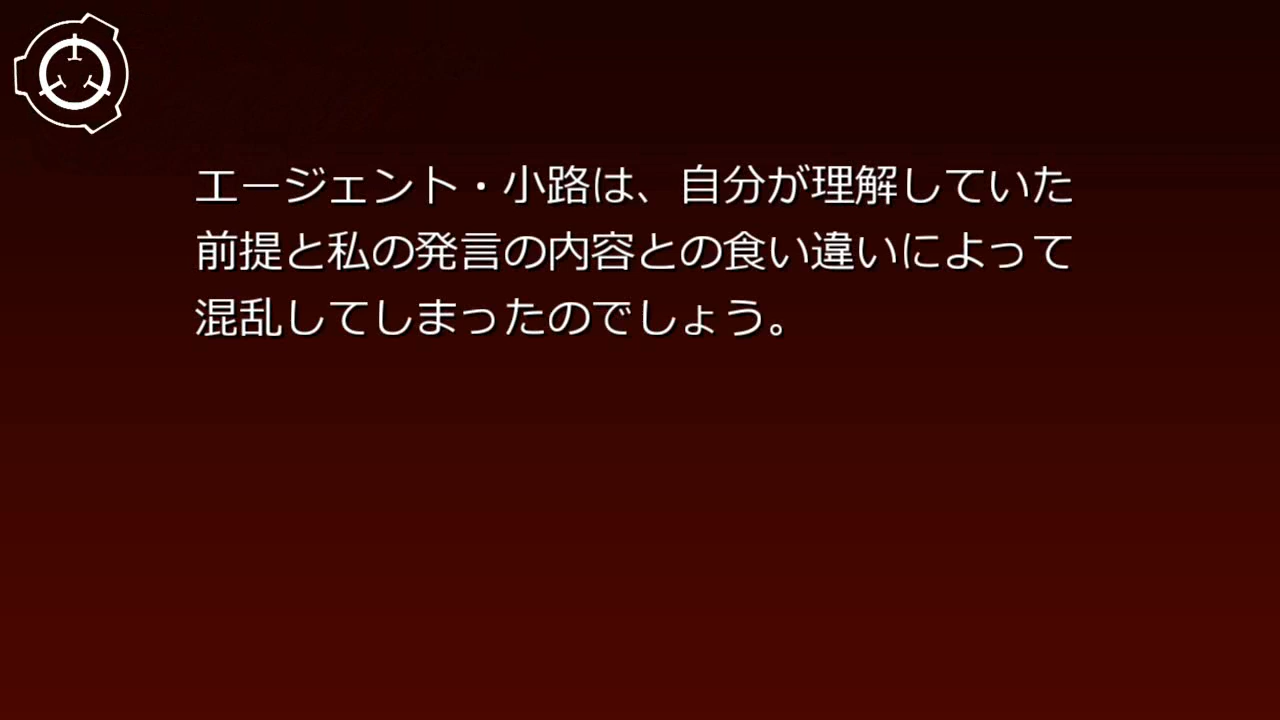 エージェント・小路は、自分が理解していた
前提と私の発言の内容との食い違いによって
混乱してしまったのでしょう。